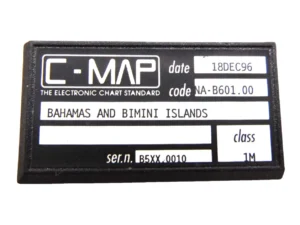 C-MAP date 18DEC96
THE ELECTRONIC CHART STANDARD code NA-B601.00
BAHAMAS AND BIMINI ISLANDS
class
ser.n. B5XX.0010 1M